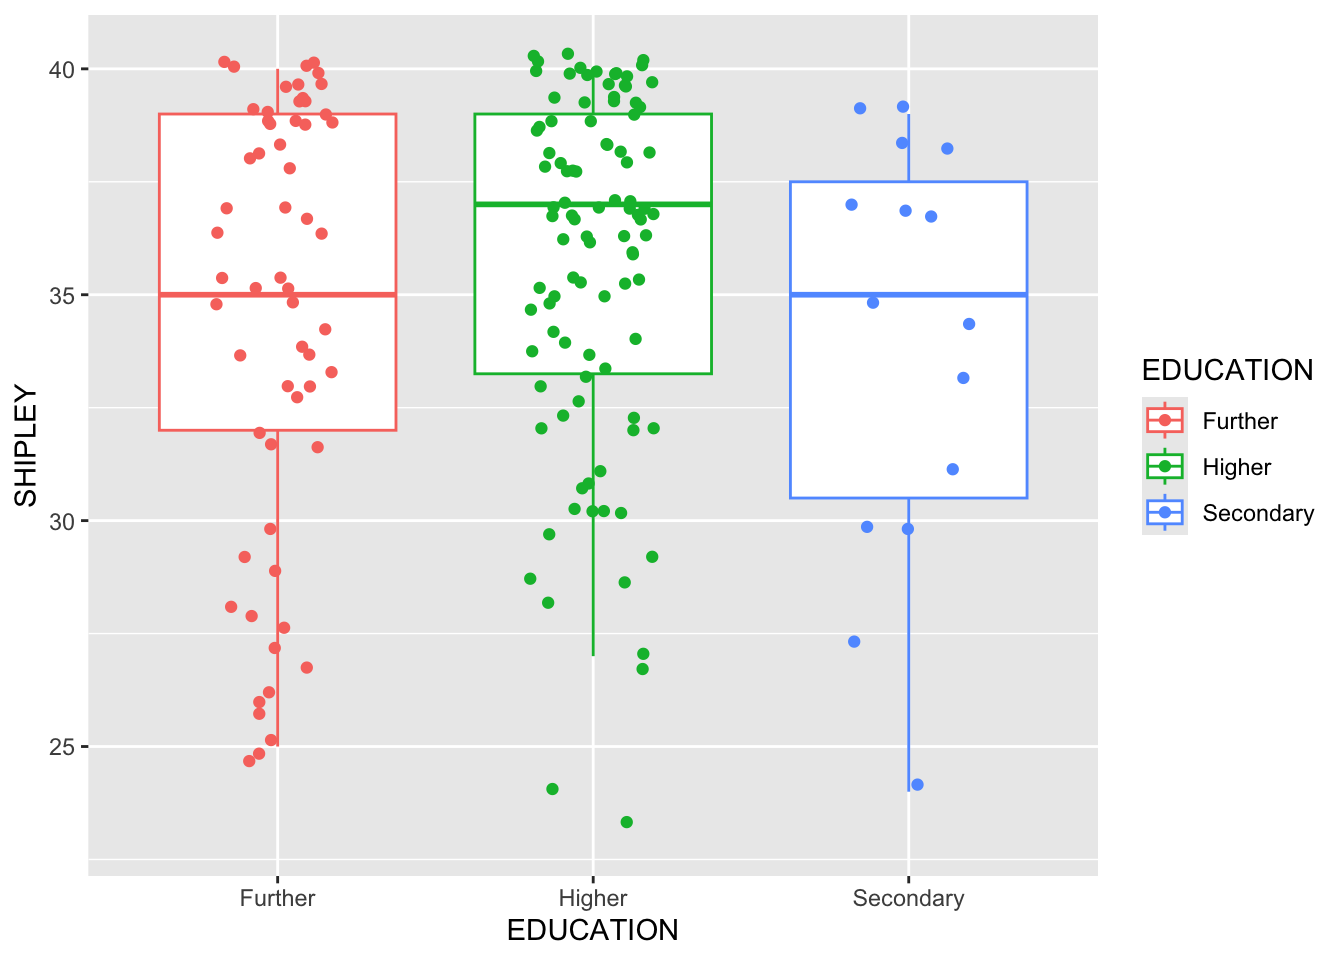 40
35
30
25
SHIPLEY
Further
Higher
Secondary
EDUCATION
EDUCATION
Further
Higher
Secondary